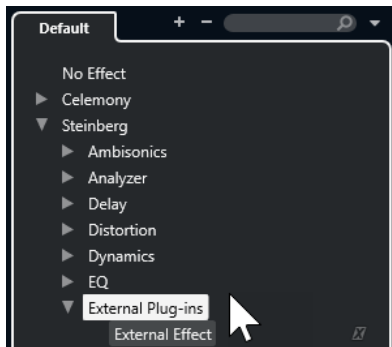 Default
No Effect
Celemony
Steinberg
Ambisonics
Analyzer
Delay
Distortion
Dynamics
EQ
External Plug-ins
External Effect